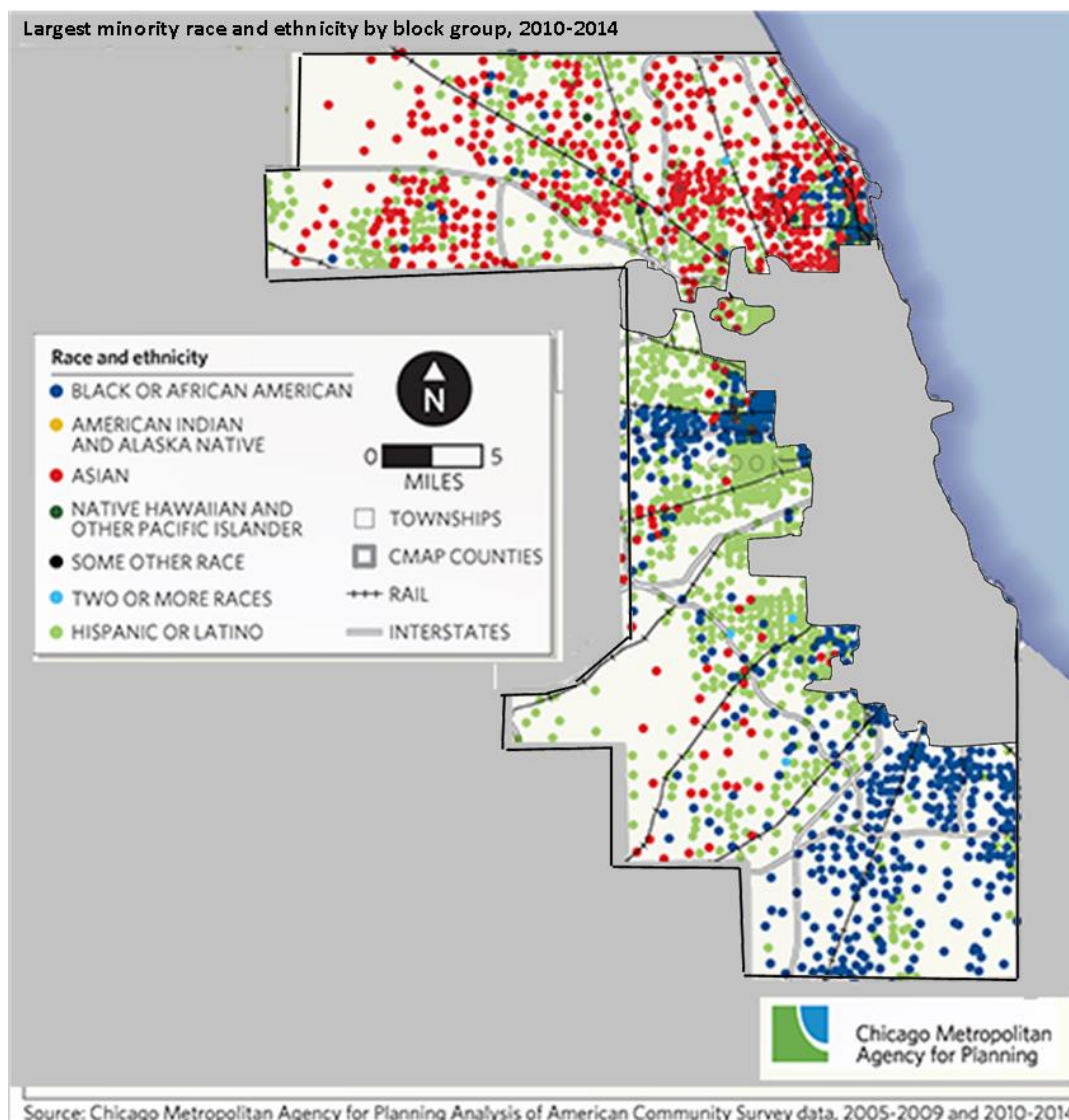 Largest minority race and ethnicity by block group, 2010-2014
COOK
Race and ethnicity
BLACK OR AFRICAN AMERICAN
AMERICAN INDIAN
AND ALASKA NATIVE
ASIAN
NATIVE HAWAIIAN AND
OTHER PACIFIC ISLANDER
SOME OTHER RACE
TWO OR MORE RACES
HISPANIC OR LATINO
N
0 5
MILES
TOWNSHIPS
CMAP COUNTIES
RAIL
INTERSTATES
Chicago Metropolitan
Agency for Planning
Source: Chicago Metropolitan Agency for Planning Analysis of American Community Survey data, 2005-2009 and 2010-2014